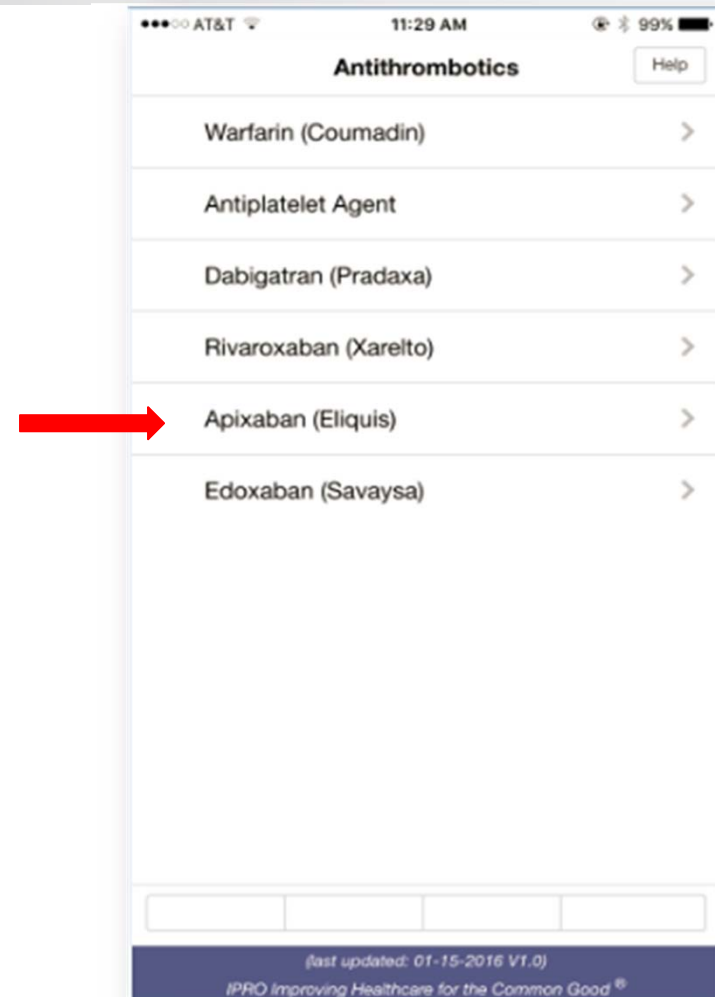 AT&T 11:29 AM 99%
Antithrombotics Help
Warfarin (Coumadin)
Antiplatelet Agent
Dabigatran (Pradaxa)
Rivaroxaban (Xarelto)
Apixaban (Eliquis)
Edoxaban (Savaysa)
(last updated: 01-15-2016 V1.0)
IPRO Improving Healthcare for the Common Good ®